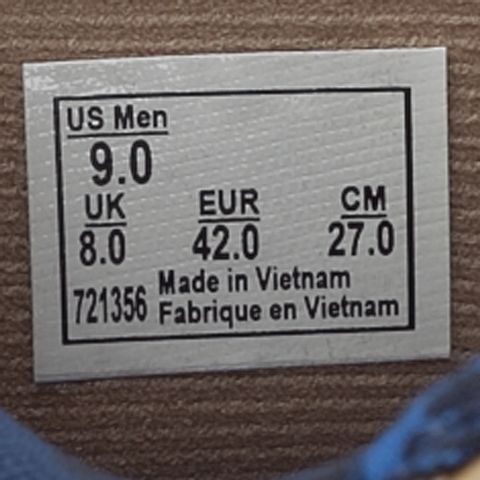 US Men
9.0
UK EUR CM
8.0 42.0 27.0
721356 Made in Vietnam
Fabrique en Vietnam